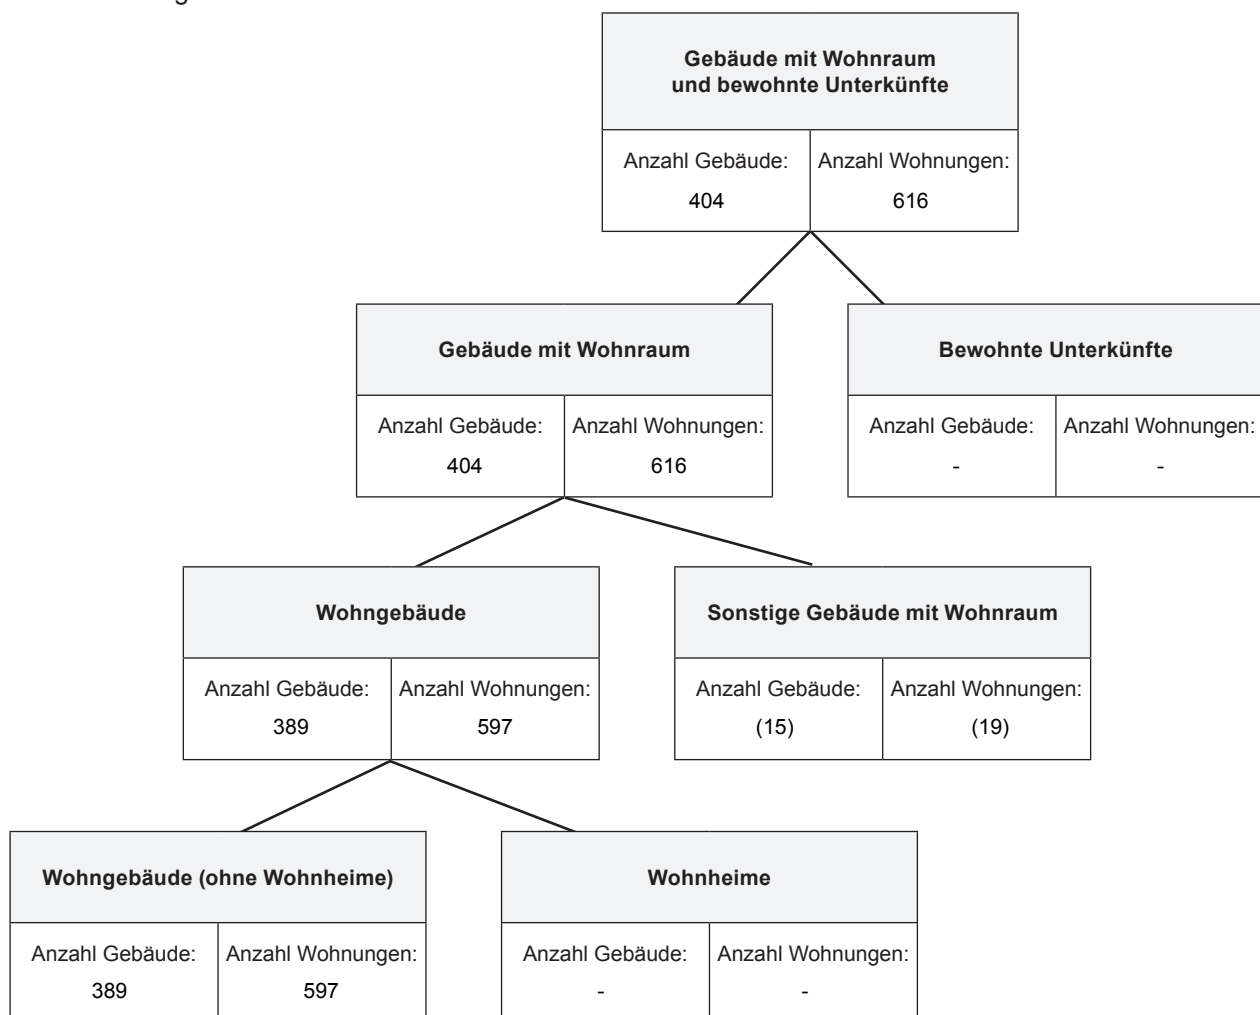 Gebäude mit Wohnraum
und bewohnte Unterkünfte
Anzahl Gebäude: Anzahl Wohnungen:
404 616
Gebäude mit Wohnraum
Anzahl Gebäude: Anzahl Wohnungen:
404 616
Bewohnte Unterkünfte
Anzahl Gebäude: Anzahl Wohnungen:
- -
Wohngebäude
Anzahl Gebäude: Anzahl Wohnungen:
389 597
Sonstige Gebäude mit Wohnraum
Anzahl Gebäude: Anzahl Wohnungen:
(15) (19)
Wohngebäude (ohne Wohnheime)
Anzahl Gebäude: Anzahl Wohnungen:
389 597
Wohnheime
Anzahl Gebäude: Anzahl Wohnungen:
- -